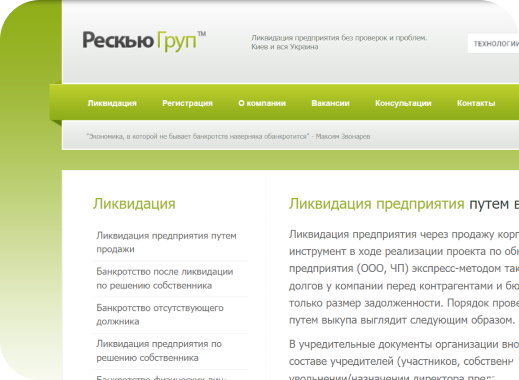 Рескью Груп™
Ликвидация предприятия без проверок и проблем.
Киев и вся Украина
ТЕХНОЛОГИИ
Ликвидация Регистрация О компании Вакансии Консультации Контакты
"Экономика, в которой не бывает банкротств наверняка обанкротится" - Максим Звонарев
Ликвидация
Ликвидация предприятия путем
продажи
Банкротство после ликвидации
по решению собственника
Банкротство отсутствующего
должника
Ликвидация предприятия по
решению собственника
Банкротство физических лиц:
Ликвидация предприятия путем в
Ликвидация предприятия через продажу корп
инструмент в ходе реализации проекта по обн
предприятия (ООО, ЧП) экспресс-методом так
долгов у компании перед контрагентами и бю
только размер задолженности. Порядок прове
путем выкупа выглядит следующим образом.
В учредительные документы организации вно
составе учредителей (участников, собственн
увольнении/назначении директора пред